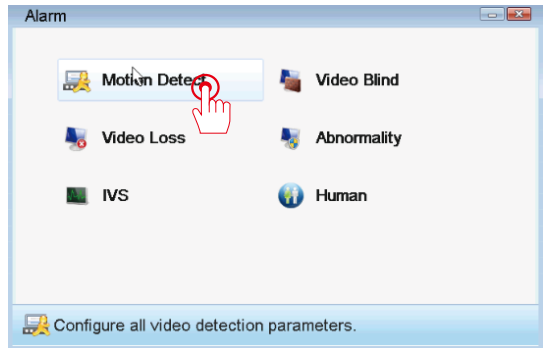 Alarm
Motion Detect Video Blind
Video Loss Abnormality
IVS Human
Configure all video detection parameters.